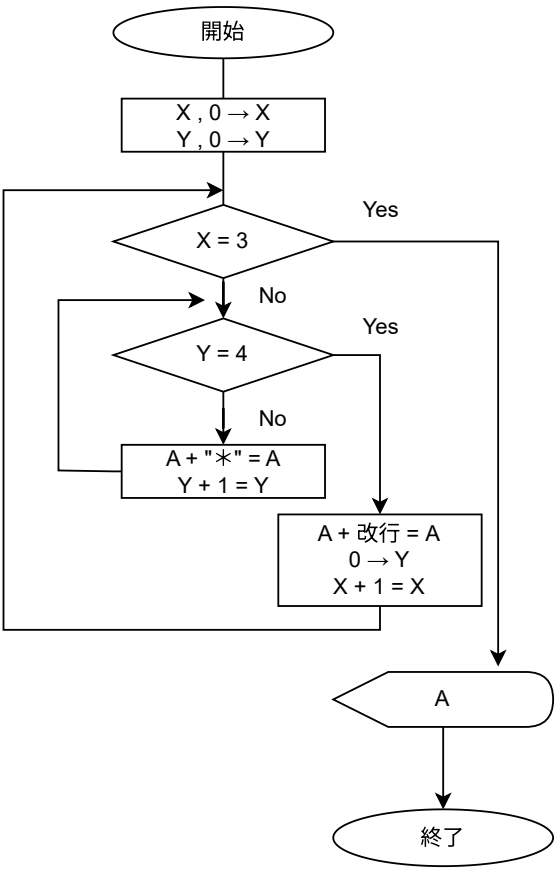 開始
X , 0 → X
Y , 0 → Y
Yes
X = 3
No
Yes
Y = 4
No
A + "＊" = A
Y + 1 = Y
A + 改行 = A
0 → Y
X + 1 = X
A
終了